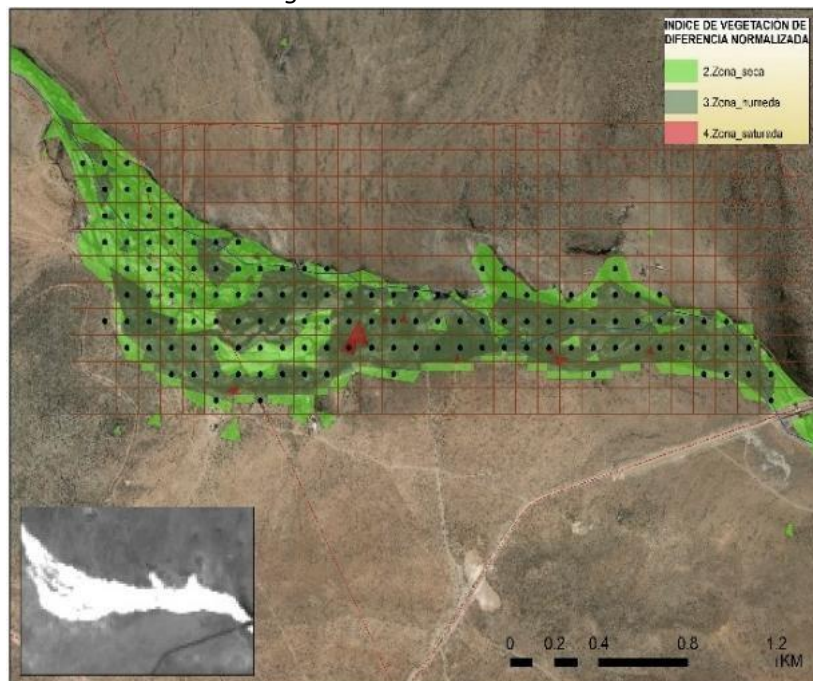 INDICE DE VEGETACIÓN DE
DIFERENCIA NORMALIZADA
2.Zona_seca
3.Zona_humeda
4.Zona_saturada
0 0.2 0.4 0.8 1.2
KM